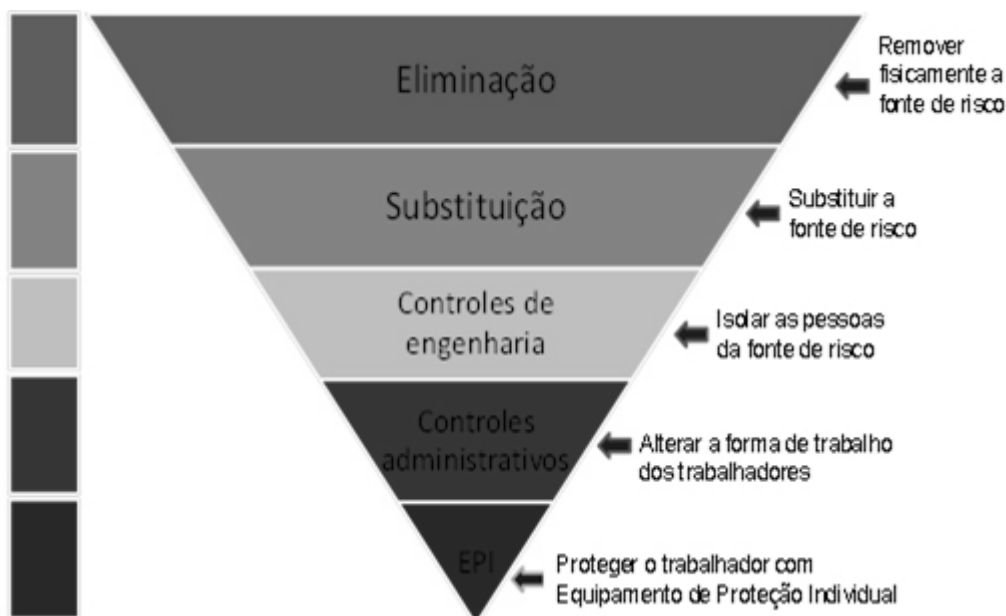 Eliminação
Remover
fisicamente a
fonte de risco
Substituição
Substituir a
fonte de risco
Controles de
engenharia
Isolar as pessoas
da fonte de risco
Controles
administrativos
Alterar a forma de trabalho
dos trabalhadores
EPI
Proteger o trabalhador com
Equipamento de Proteção Individual